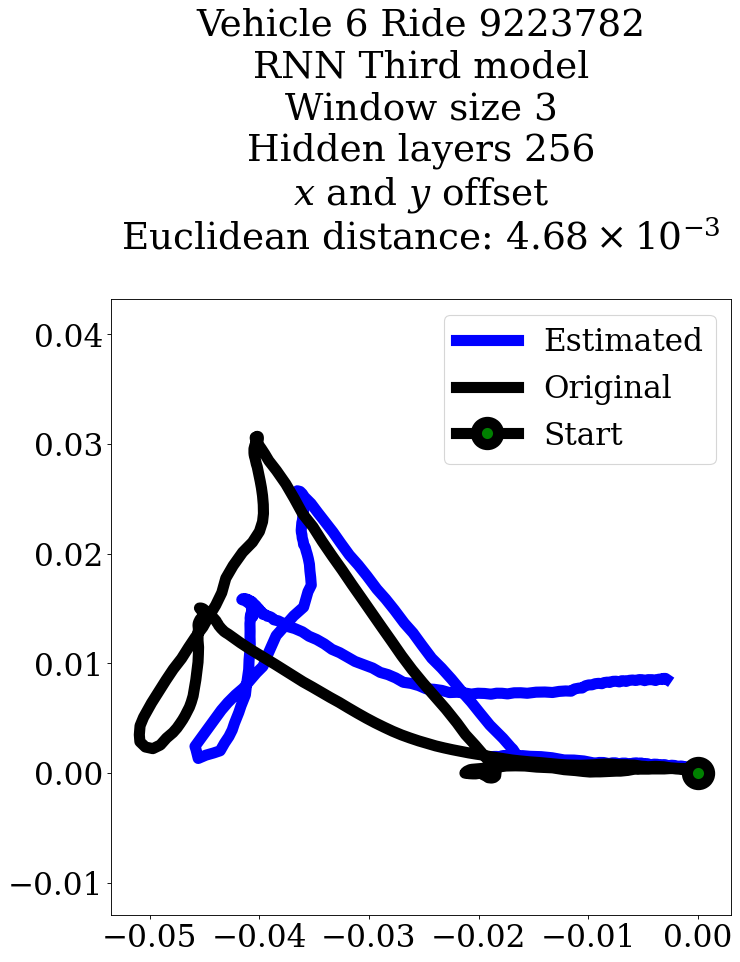 Vehicle 6 Ride 9223782
RNN Third model
Window size 3
Hidden layers 256
x and y offset
Euclidean distance: 4.68 × 10⁻³
Estimated
Original
Start
0.04
0.03
0.02
0.01
0.00
−0.01
−0.05 −0.04 −0.03 −0.02 −0.01 0.00